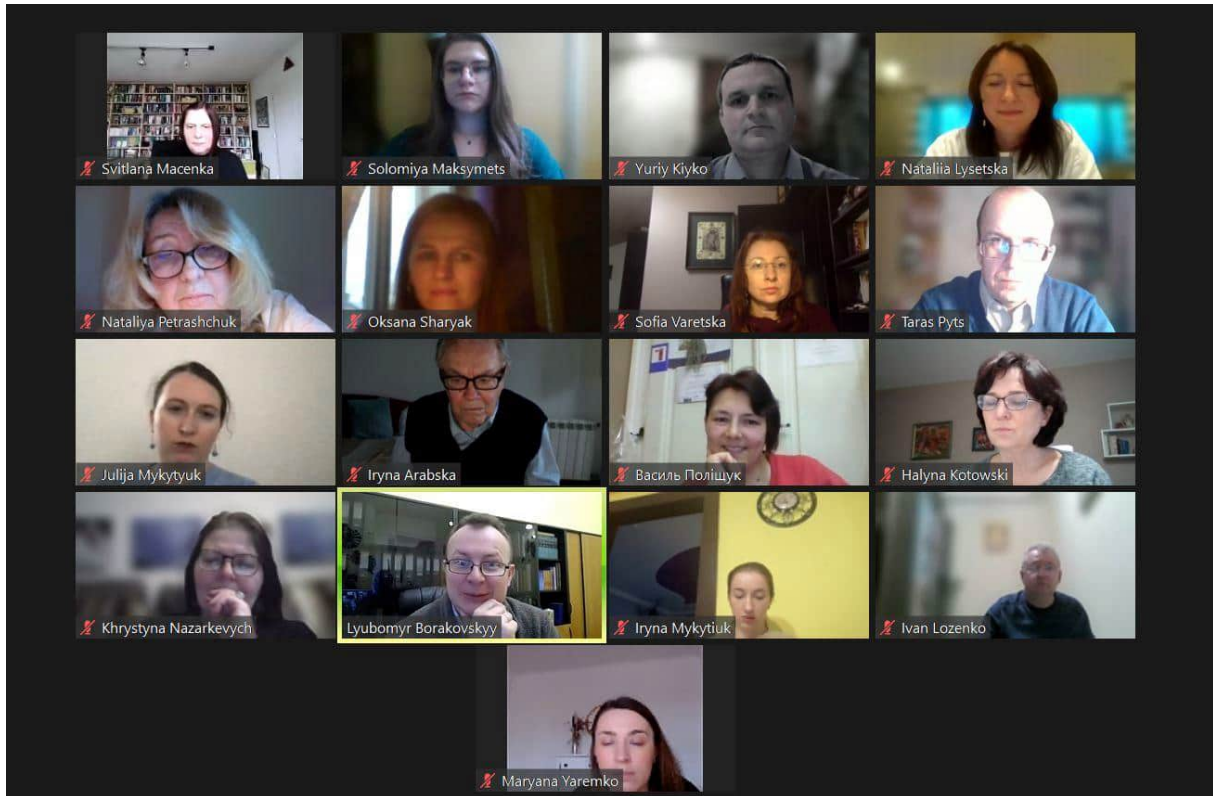 Svitlana Macenka
Solomiya Maksymets
Yuriy Kiyko
Nataliia Lysetska
Nataliya Petrashchuk
Oksana Sharyak
Sofia Varetska
Taras Pyts
Julija Mykytyuk
Iryna Arabska
Василь Поліщук
Halyna Kotowski
Khrystyna Nazarkevych
Lyubomyr Borakovskyy
Iryna Mykytiuk
Ivan Lozenko
Maryana Yaremko